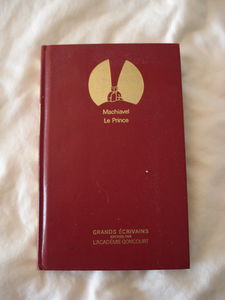 Machiavel
Le Prince
GRANDS ÉCRIVAINS
CHOISIS PAR
L'ACADÉMIE GONCOURT